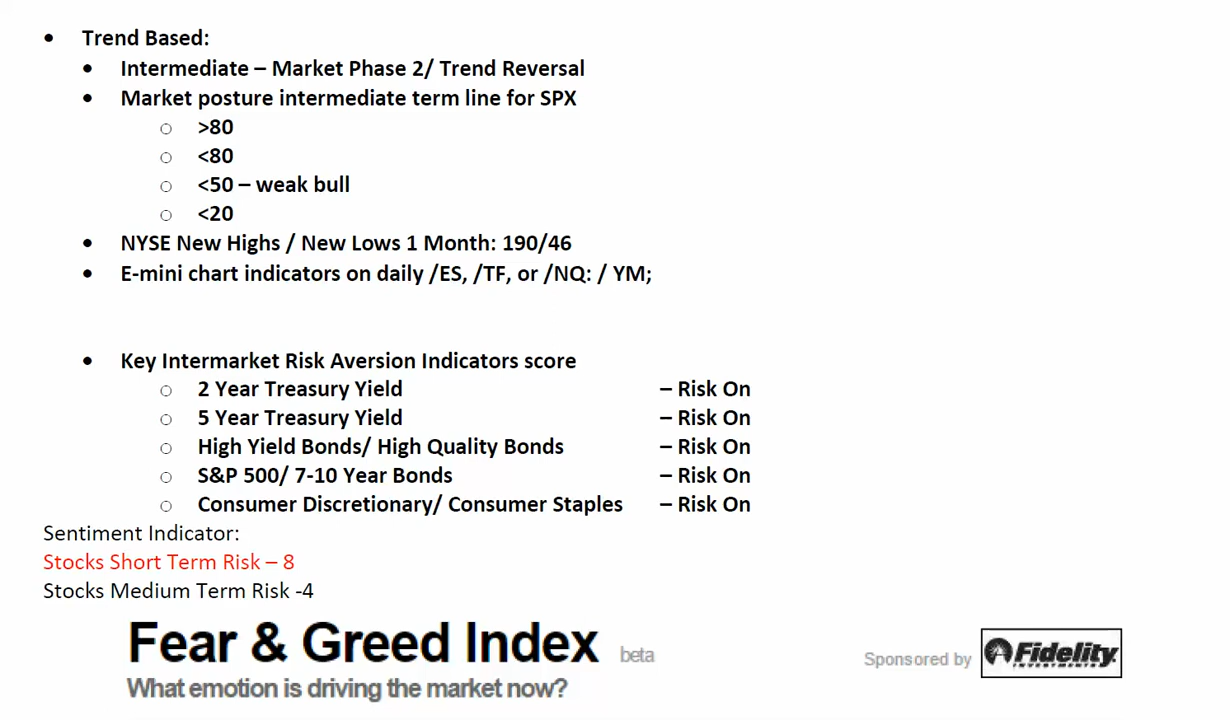 • Trend Based:
• Intermediate – Market Phase 2/ Trend Reversal
• Market posture intermediate term line for SPX
○ >80
○ <80
○ <50 – weak bull
○ <20
• NYSE New Highs / New Lows 1 Month: 190/46
• E-mini chart indicators on daily /ES, /TF, or /NQ: / YM;
• Key Intermarket Risk Aversion Indicators score
○ 2 Year Treasury Yield – Risk On
○ 5 Year Treasury Yield – Risk On
○ High Yield Bonds/ High Quality Bonds – Risk On
○ S&P 500/ 7-10 Year Bonds – Risk On
○ Consumer Discretionary/ Consumer Staples – Risk On
Sentiment Indicator:
Stocks Short Term Risk – 8
Stocks Medium Term Risk -4
Fear & Greed Index beta
What emotion is driving the market now?
Sponsored by Fidelity INVESTMENTS